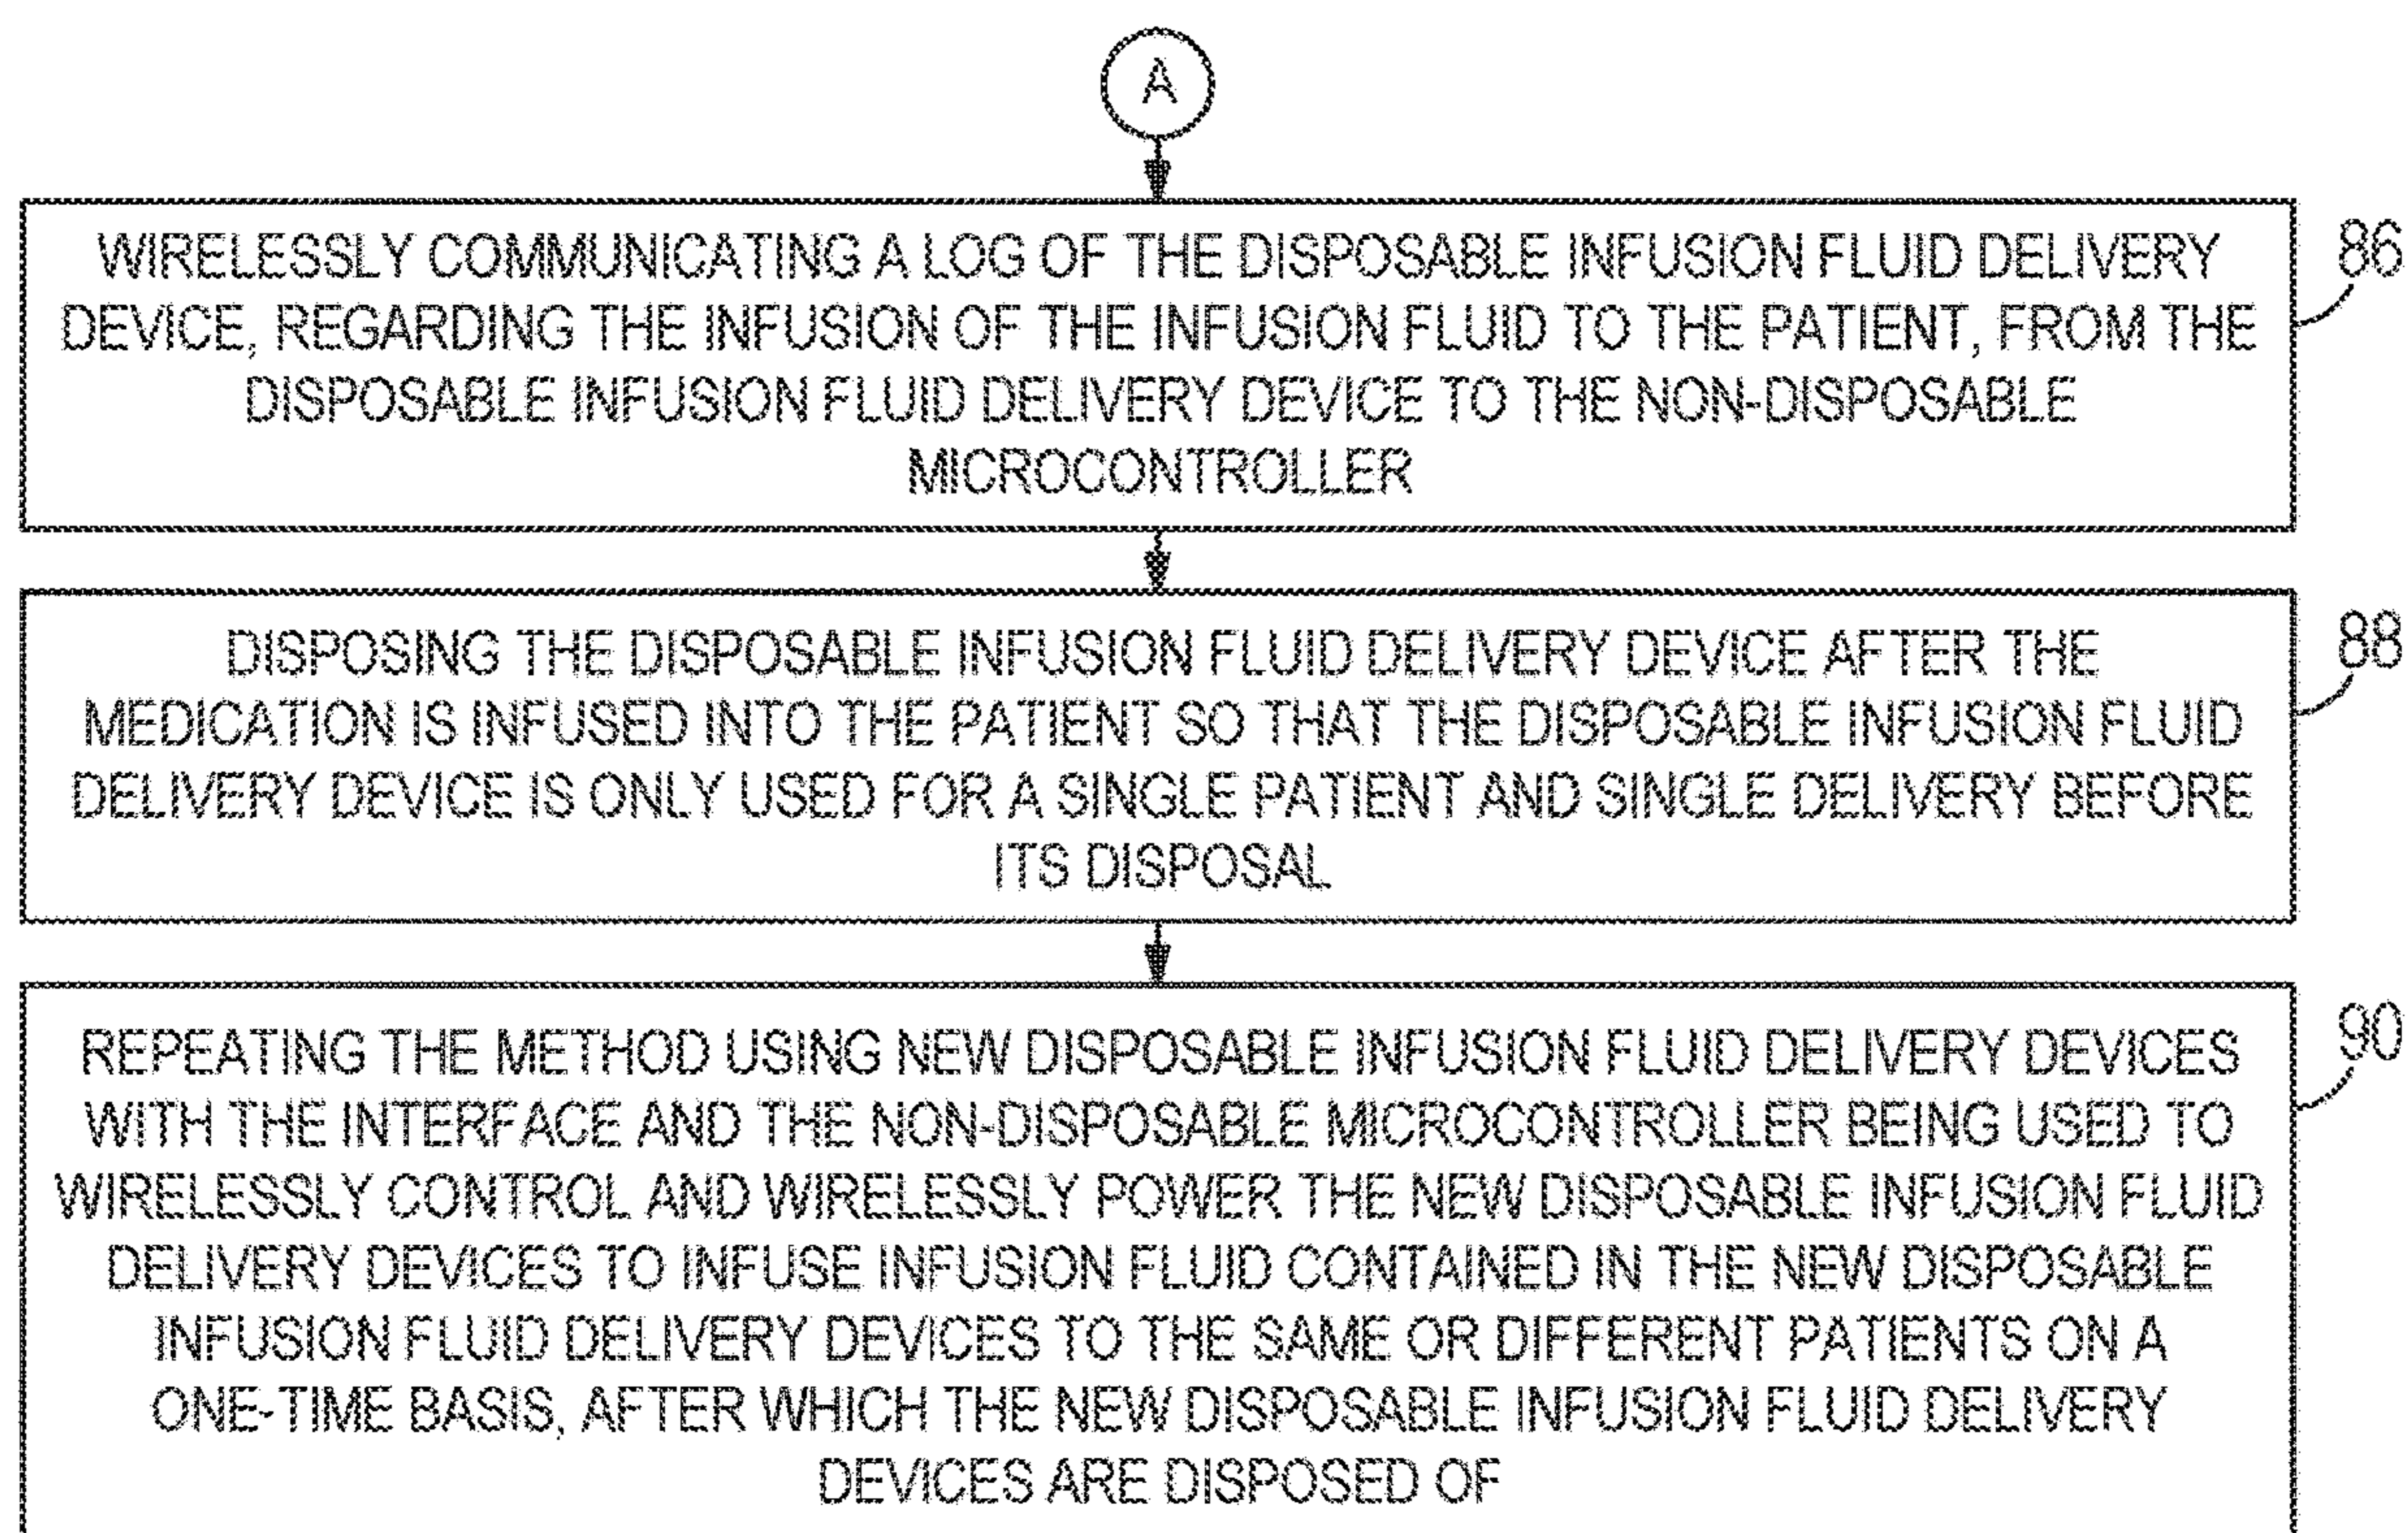 A
WIRELESSLY COMMUNICATING A LOG OF THE DISPOSABLE INFUSION FLUID DELIVERY
DEVICE, REGARDING THE INFUSION OF THE INFUSION FLUID TO THE PATIENT, FROM THE
DISPOSABLE INFUSION FLUID DELIVERY DEVICE TO THE NON-DISPOSABLE
MICROCONTROLLER
86
DISPOSING THE DISPOSABLE INFUSION FLUID DELIVERY DEVICE AFTER THE
MEDICATION IS INFUSED INTO THE PATIENT SO THAT THE DISPOSABLE INFUSION FLUID
DELIVERY DEVICE IS ONLY USED FOR A SINGLE PATIENT AND SINGLE DELIVERY BEFORE
ITS DISPOSAL
88
REPEATING THE METHOD USING NEW DISPOSABLE INFUSION FLUID DELIVERY DEVICES
WITH THE INTERFACE AND THE NON-DISPOSABLE MICROCONTROLLER BEING USED TO
WIRELESSLY CONTROL AND WIRELESSLY POWER THE NEW DISPOSABLE INFUSION FLUID
DELIVERY DEVICES TO INFUSE INFUSION FLUID CONTAINED IN THE NEW DISPOSABLE
INFUSION FLUID DELIVERY DEVICES TO THE SAME OR DIFFERENT PATIENTS ON A
ONE-TIME BASIS, AFTER WHICH THE NEW DISPOSABLE INFUSION FLUID DELIVERY
DEVICES ARE DISPOSED OF
90